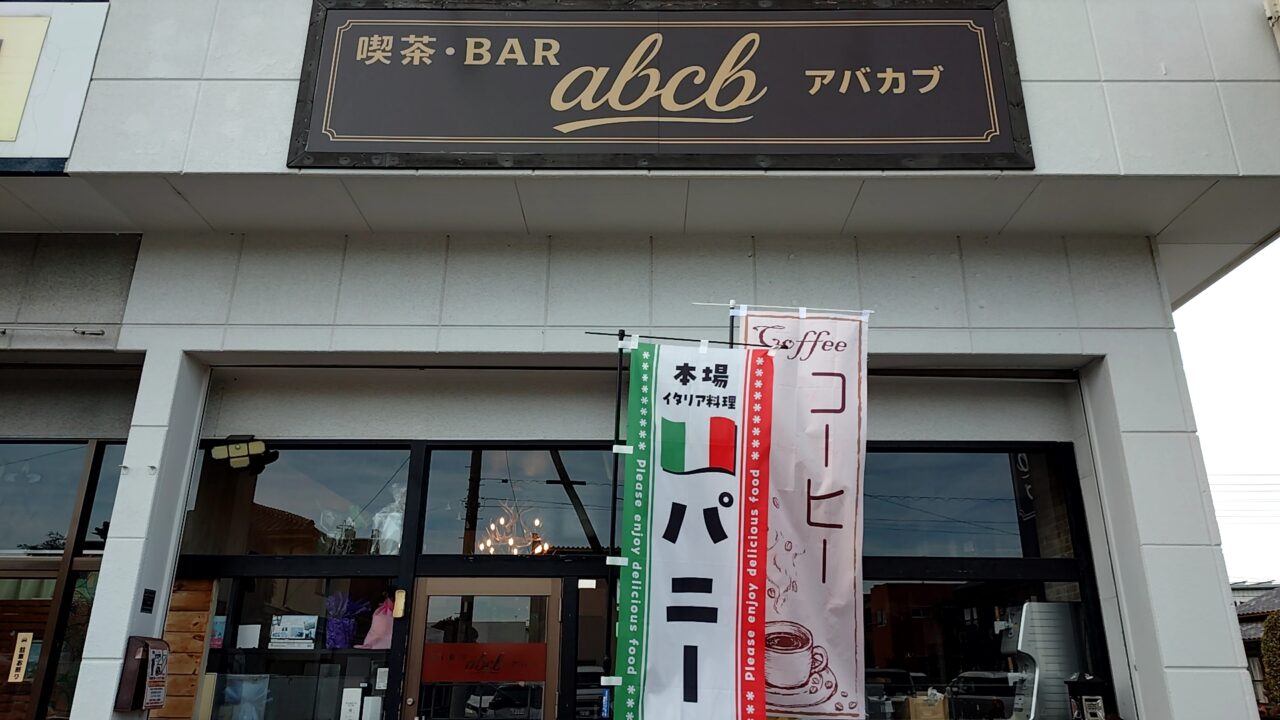 喫茶・BAR abcb アバカブ
Coffee
コーヒー
本場
イタリア料理
パニー
Please enjoy delicious food
Please enjoy delicious food
abcb